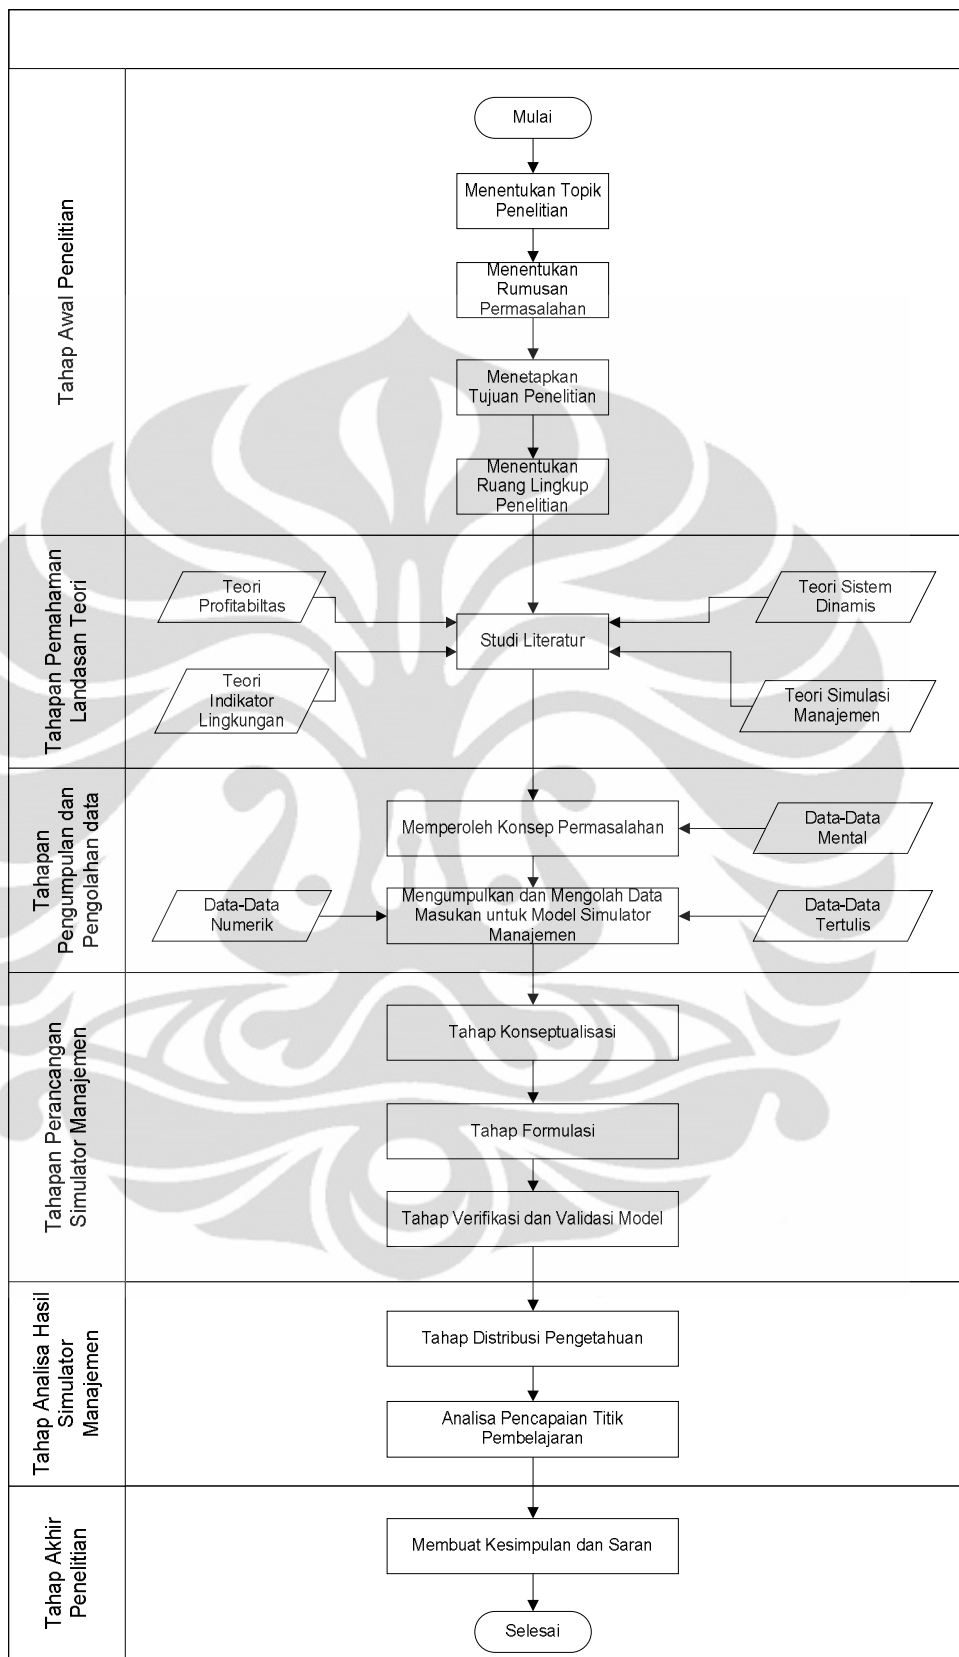 Tahap Awal Penelitian
Mulai
Menentukan Topik
Penelitian
Menentukan
Rumusan
Permasalahan
Menetapkan
Tujuan Penelitian
Menentukan
Ruang Lingkup
Penelitian
Tahapan Pemahaman
Landasan Teori
Teori
Profitabiltas
Teori Sistem
Dinamis
Studi Literatur
Teori
Indikator
Lingkungan
Teori Simulasi
Manajemen
Tahapan
Pengumpulan dan
Pengolahan data
Memperoleh Konsep Permasalahan
Data-Data
Mental
Data-Data
Numerik
Mengumpulkan dan Mengolah Data
Masukan untuk Model Simulator
Manajemen
Data-Data
Tertulis
Tahapan Perancangan
Simulator Manajemen
Tahap Konseptualisasi
Tahap Formulasi
Tahap Verifikasi dan Validasi Model
Tahap Analisa Hasil
Simulator
Manajemen
Tahap Distribusi Pengetahuan
Analisa Pencapaian Titik
Pembelajaran
Tahap Akhir
Penelitian
Membuat Kesimpulan dan Saran
Selesai